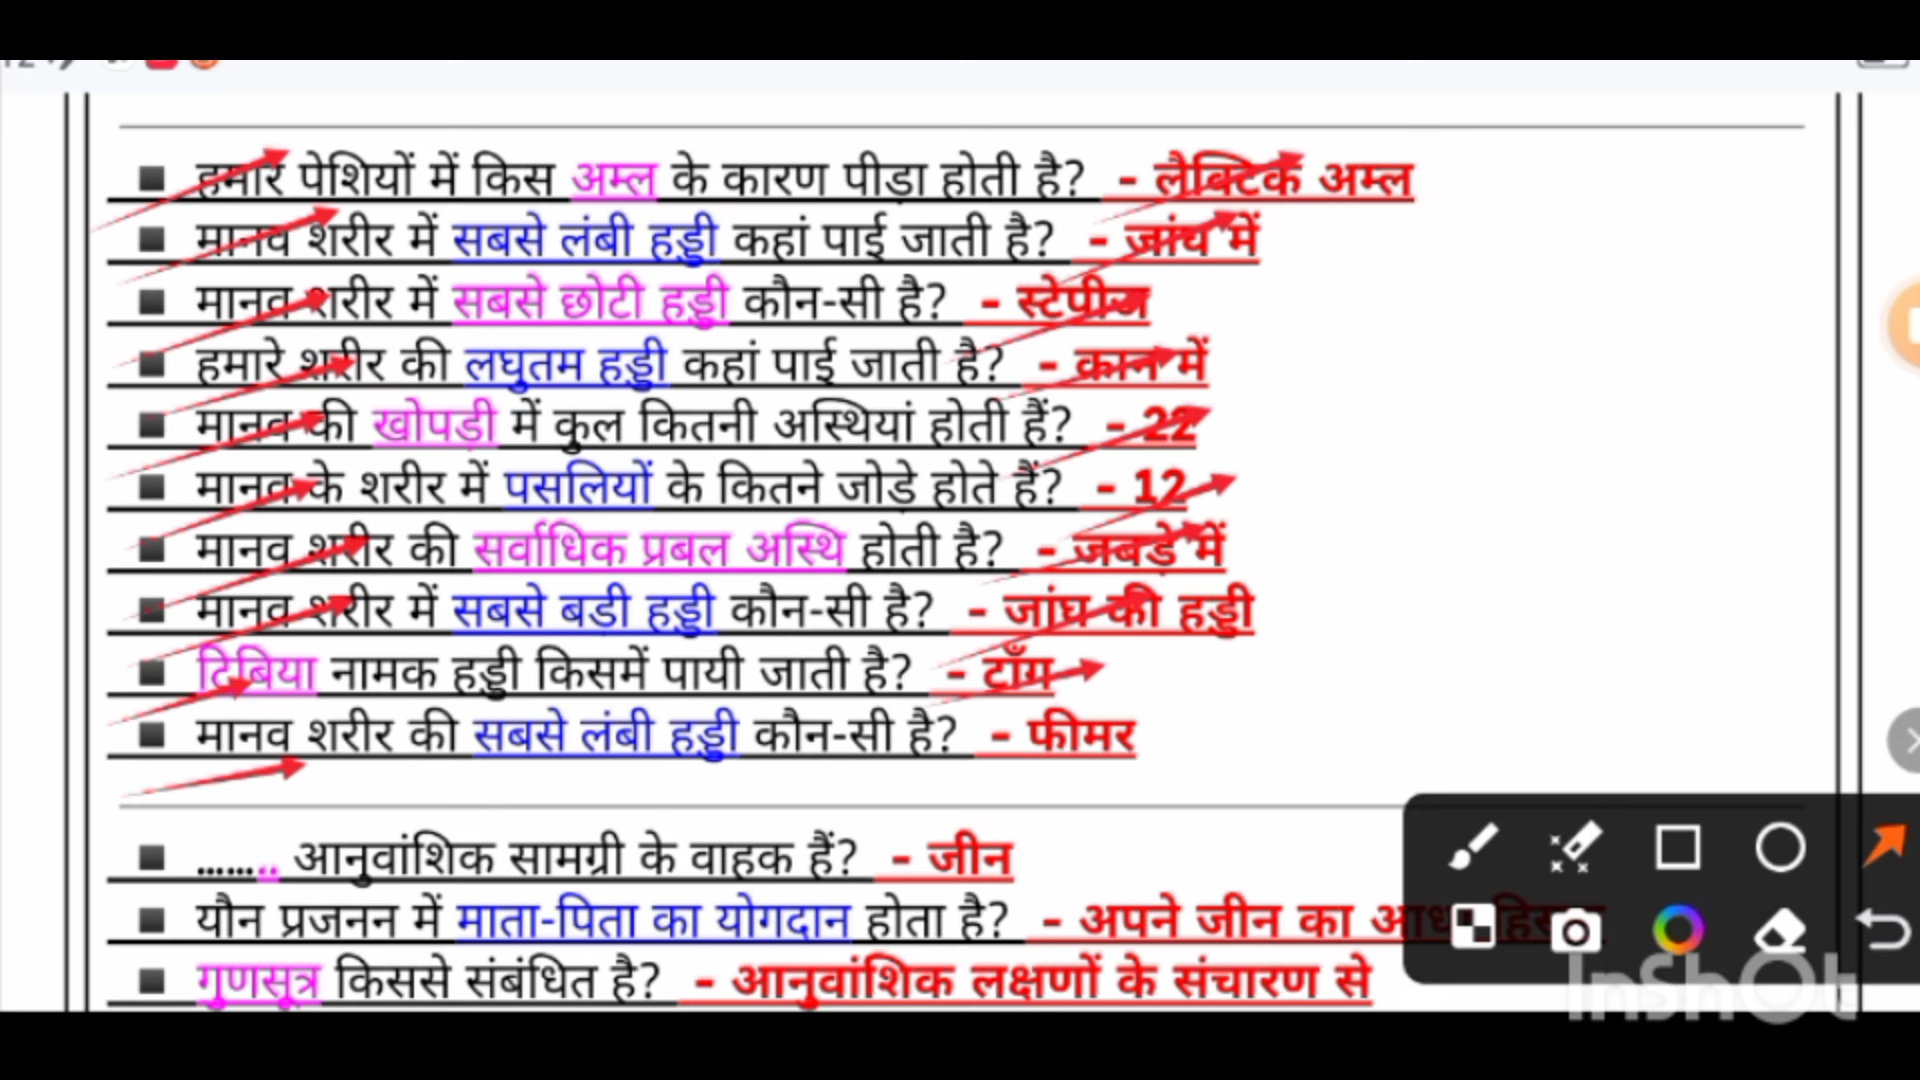 ■ हमारे पेशियों में किस अम्ल के कारण पीड़ा होती है? - लैक्टिक अम्ल
■ मानव शरीर में सबसे लंबी हड्डी कहां पाई जाती है? - जांघ में
■ मानव शरीर में सबसे छोटी हड्डी कौन-सी है? - स्टेपीज
■ हमारे शरीर की लघुतम हड्डी कहां पाई जाती है? - कान में
■ मानव की खोपड़ी में कुल कितनी अस्थियां होती हैं? - 22
■ मानव के शरीर में पसलियों के कितने जोड़े होते हैं? - 12
■ मानव शरीर की सर्वाधिक प्रबल अस्थि होती है? - जबड़े में
■ मानव शरीर में सबसे बडी हड्डी कौन-सी है? - जांघ की हड्डी
■ टिबिया नामक हड्डी किसमें पायी जाती है? - टाँग
■ मानव शरीर की सबसे लंबी हड्डी कौन-सी है? - फीमर
■ ........ आनुवांशिक सामग्री के वाहक हैं? - जीन
■ यौन प्रजनन में माता-पिता का योगदान होता है? - अपने जीन का
■ गुणसूत्र किससे संबंधित है? - आनुवांशिक लक्षणों के संचारण से
InShOt